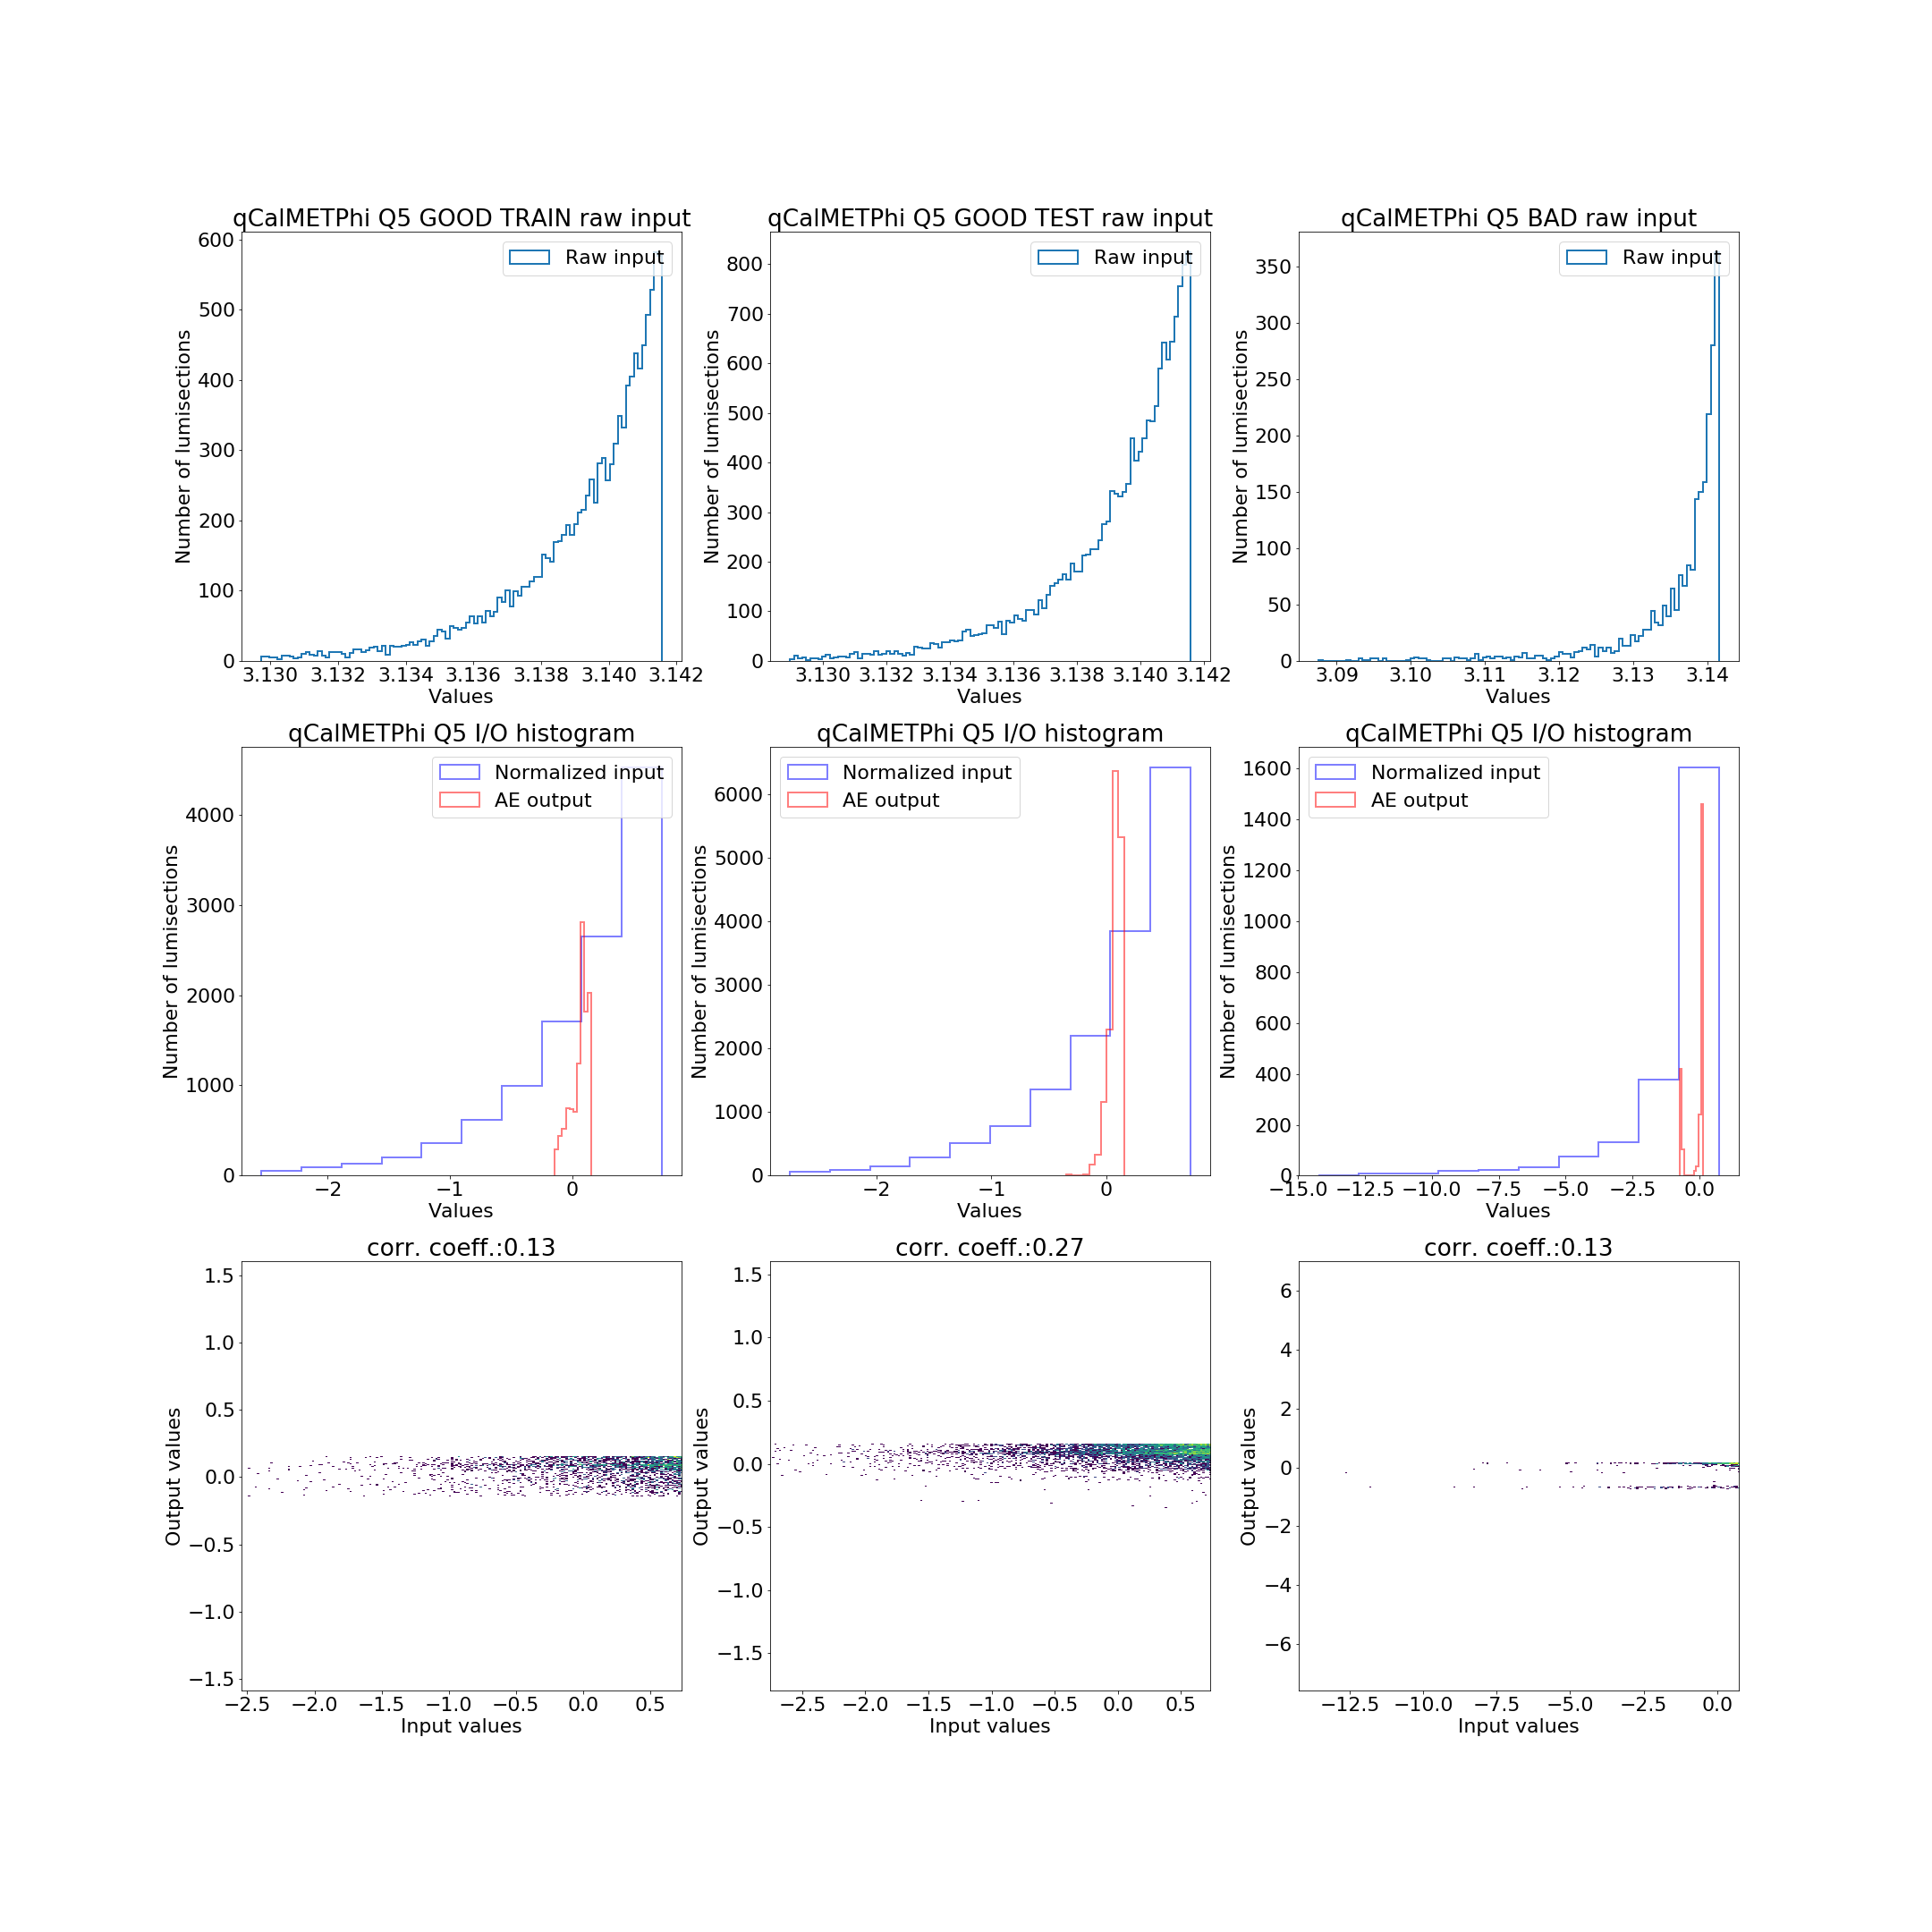 qCalMETPhi Q5 GOOD TRAIN raw input
Raw input
Number of lumisections
0
100
200
300
400
500
600
3.130 3.132 3.134 3.136 3.138 3.140 3.142
Values
qCalMETPhi Q5 GOOD TEST raw input
Raw input
Number of lumisections
0
100
200
300
400
500
600
700
800
3.130 3.132 3.134 3.136 3.138 3.140 3.142
Values
qCalMETPhi Q5 BAD raw input
Raw input
Number of lumisections
0
50
100
150
200
250
300
350
3.09 3.10 3.11 3.12 3.13 3.14
Values
qCalMETPhi Q5 I/O histogram
Normalized input
AE output
Number of lumisections
0
1000
2000
3000
4000
−2 −1 0
Values
qCalMETPhi Q5 I/O histogram
Normalized input
AE output
Number of lumisections
0
1000
2000
3000
4000
5000
6000
−2 −1 0
Values
qCalMETPhi Q5 I/O histogram
Normalized input
AE output
Number of lumisections
0
200
400
600
800
1000
1200
1400
1600
−15.0 −12.5 −10.0 −7.5 −5.0 −2.5 0.0
Values
corr. coeff.:0.13
Output values
1.5
1.0
0.5
0.0
−0.5
−1.0
−1.5
−2.5 −2.0 −1.5 −1.0 −0.5 0.0 0.5
Input values
corr. coeff.:0.27
Output values
1.5
1.0
0.5
0.0
−0.5
−1.0
−1.5
−2.5 −2.0 −1.5 −1.0 −0.5 0.0 0.5
Input values
corr. coeff.:0.13
Output values
6
4
2
0
−2
−4
−6
−12.5 −10.0 −7.5 −5.0 −2.5 0.0
Input values